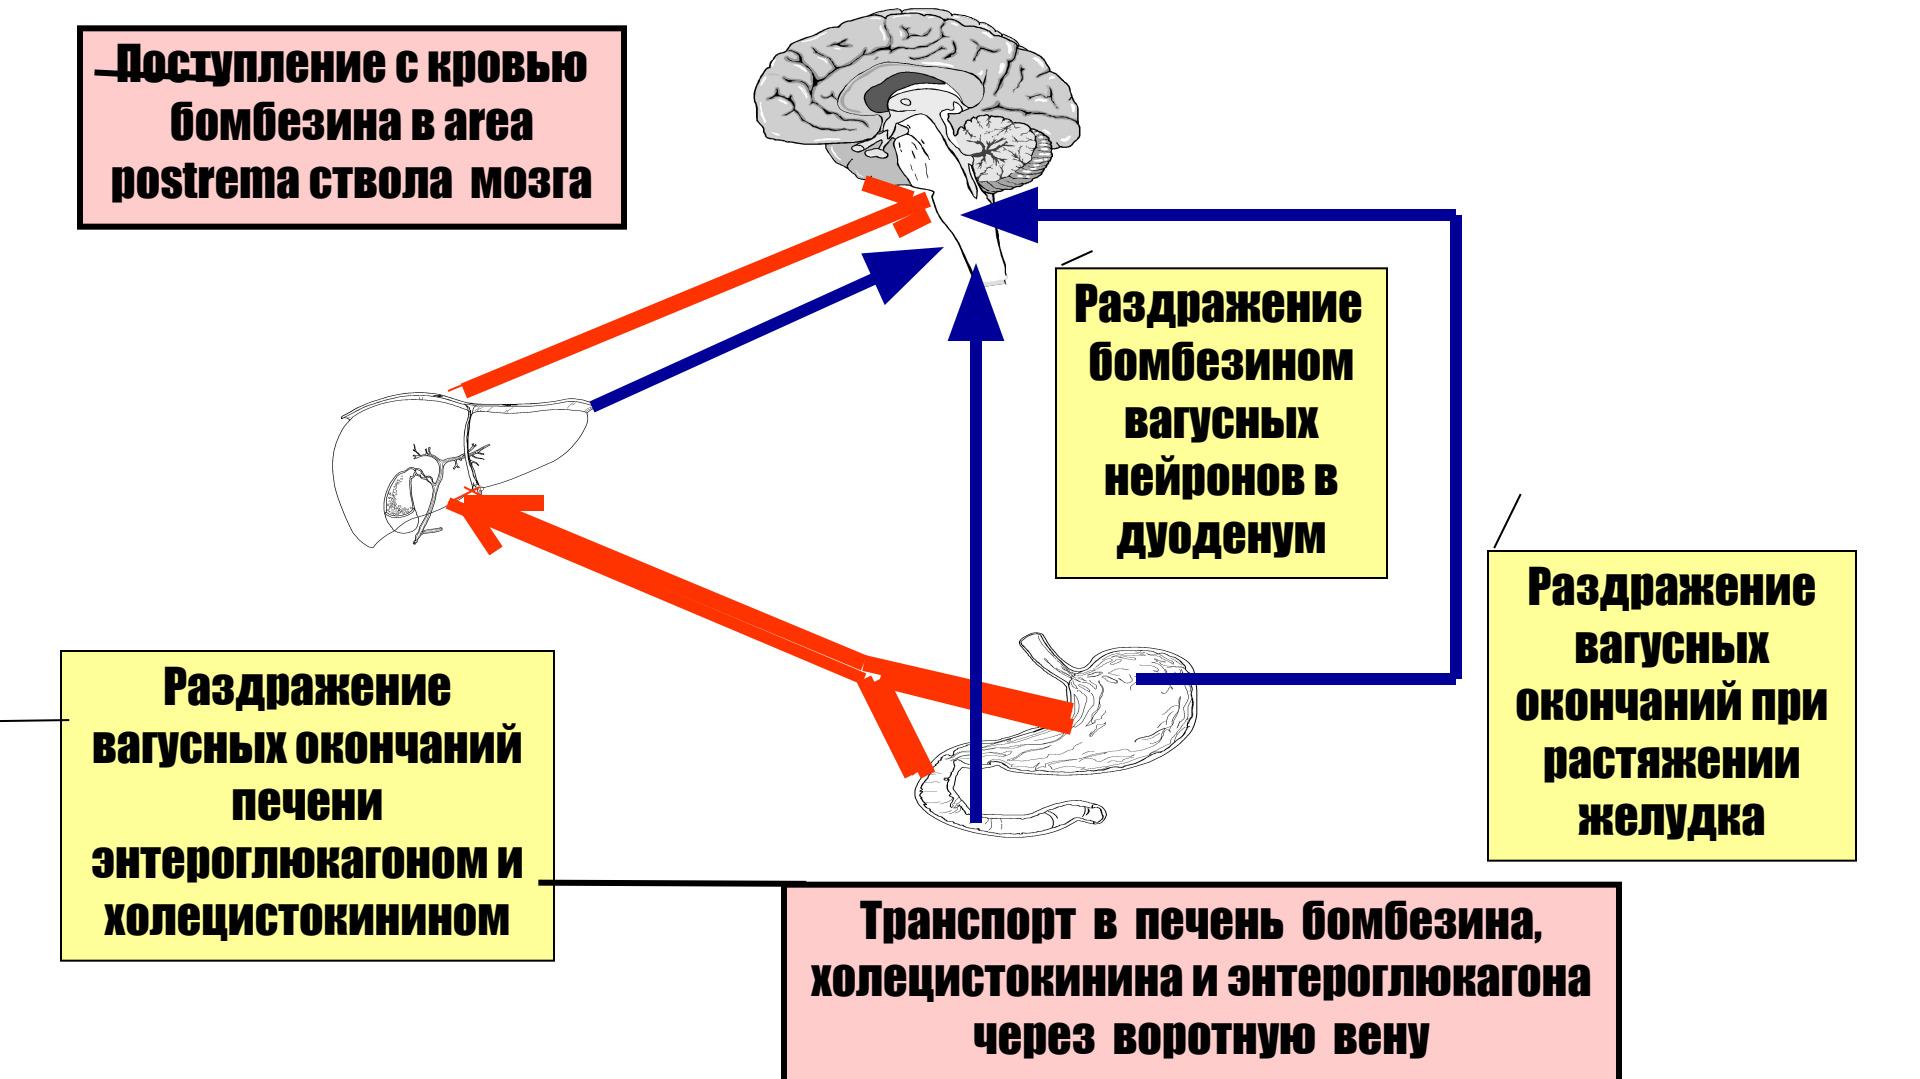 Поступление с кровью
бомбезина в area
postrema ствола мозга
Раздражение
бомбезином
вагусных
нейронов в
дуоденум
Раздражение
вагусных
окончаний при
растяжении
желудка
Раздражение
вагусных окончаний
печени
энтероглюкагоном и
холецистокинином
Транспорт в печень бомбезина,
холецистокинина и энтероглюкагона
через воротную вену